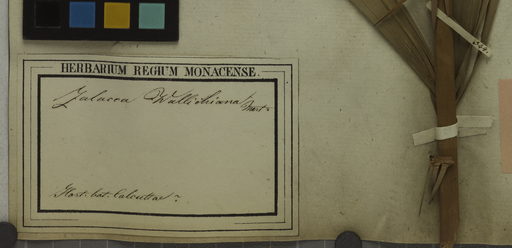 HERBARIUM REGIUM MONACENSE.
Zalacca Wallichiana Mart.
Hort. bot. Calcuttae.